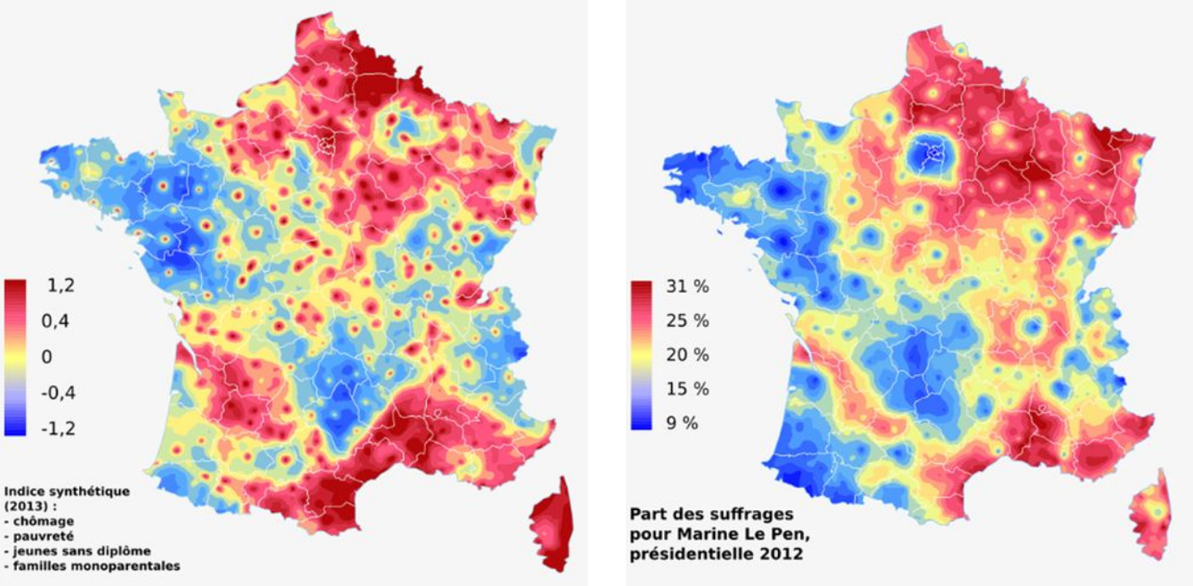 1,2
0,4
0
-0,4
-1,2
Indice synthétique
(2013) :
- chômage
- pauvreté
- jeunes sans diplôme
- familles monoparentales
31 %
25 %
20 %
15 %
9 %
Part des suffrages
pour Marine Le Pen,
présidentielle 2012